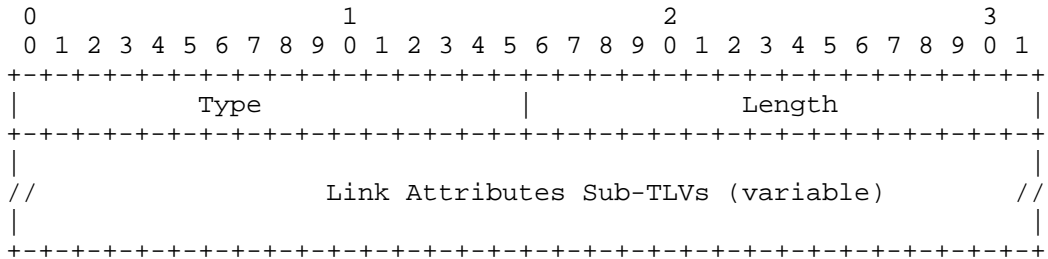 0                   1                   2                   3
 0 1 2 3 4 5 6 7 8 9 0 1 2 3 4 5 6 7 8 9 0 1 2 3 4 5 6 7 8 9 0 1
+-+-+-+-+-+-+-+-+-+-+-+-+-+-+-+-+-+-+-+-+-+-+-+-+-+-+-+-+-+-+-+-+
|           Type                |             Length            |
+-+-+-+-+-+-+-+-+-+-+-+-+-+-+-+-+-+-+-+-+-+-+-+-+-+-+-+-+-+-+-+-+
|                                                               |
//                  Link Attributes Sub-TLVs (variable)        //
|                                                               |
+-+-+-+-+-+-+-+-+-+-+-+-+-+-+-+-+-+-+-+-+-+-+-+-+-+-+-+-+-+-+-+-+